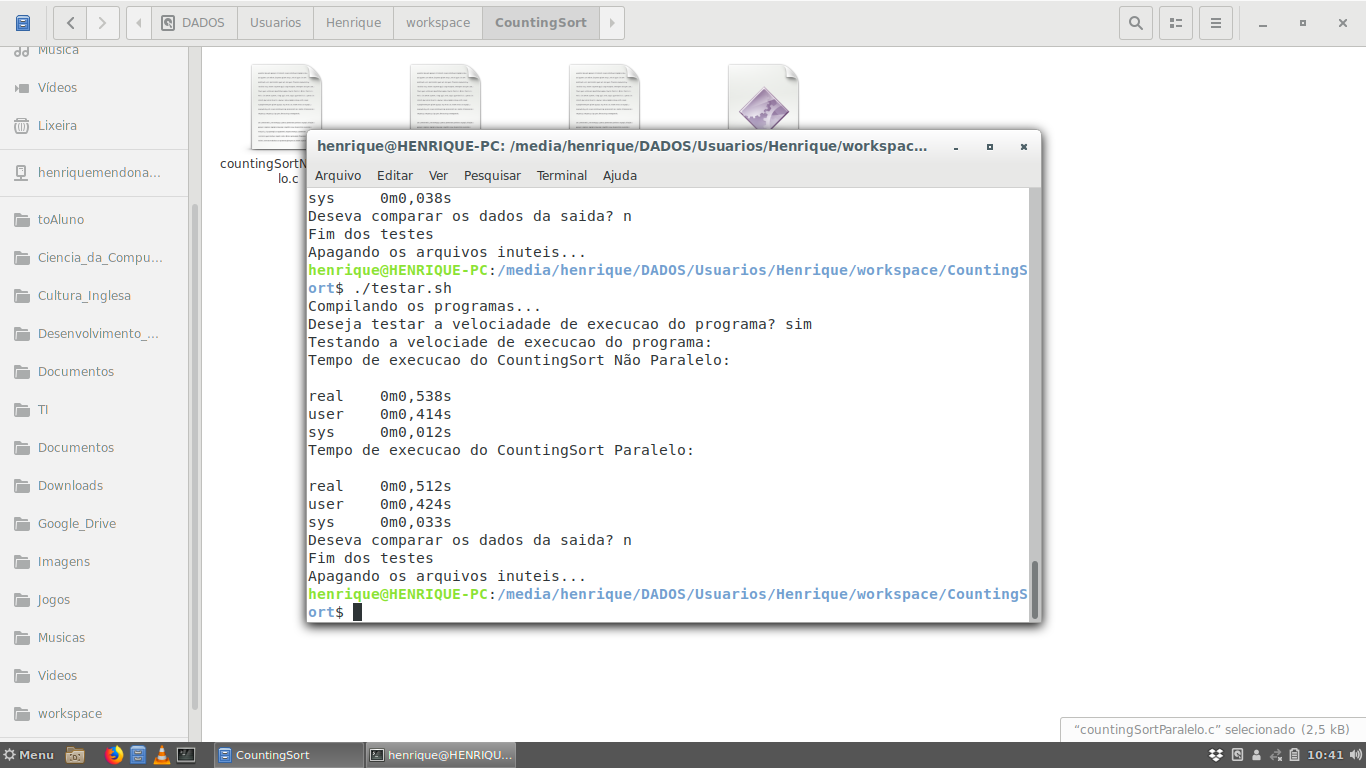 DADOS
Usuarios
Henrique
workspace
CountingSort
Musica
Vídeos
Lixeira
henriquemendona...
toAluno
Ciencia_da_Compu...
Cultura_Inglesa
Desenvolvimento_...
Documentos
TI
Documentos
Downloads
Google_Drive
Imagens
Jogos
Musicas
Videos
workspace
countingSortN
lo.c
henrique@HENRIQUE-PC: /media/henrique/DADOS/Usuarios/Henrique/workspac...
Arquivo Editar Ver Pesquisar Terminal Ajuda
sys 0m0,038s
Deseva comparar os dados da saida? n
Fim dos testes
Apagando os arquivos inuteis...
henrique@HENRIQUE-PC:/media/henrique/DADOS/Usuarios/Henrique/workspace/CountingS
ort$ ./testar.sh
Compilando os programas...
Deseja testar a velociadade de execucao do programa? sim
Testando a velociade de execucao do programa:
Tempo de execucao do CountingSort Não Paralelo:
real 0m0,538s
user 0m0,414s
sys 0m0,012s
Tempo de execucao do CountingSort Paralelo:
real 0m0,512s
user 0m0,424s
sys 0m0,033s
Deseva comparar os dados da saida? n
Fim dos testes
Apagando os arquivos inuteis...
henrique@HENRIQUE-PC:/media/henrique/DADOS/Usuarios/Henrique/workspace/CountingS
ort$
“countingSortParalelo.c” selecionado (2,5 kB)
Menu
CountingSort
henrique@HENRIQU...
10:41